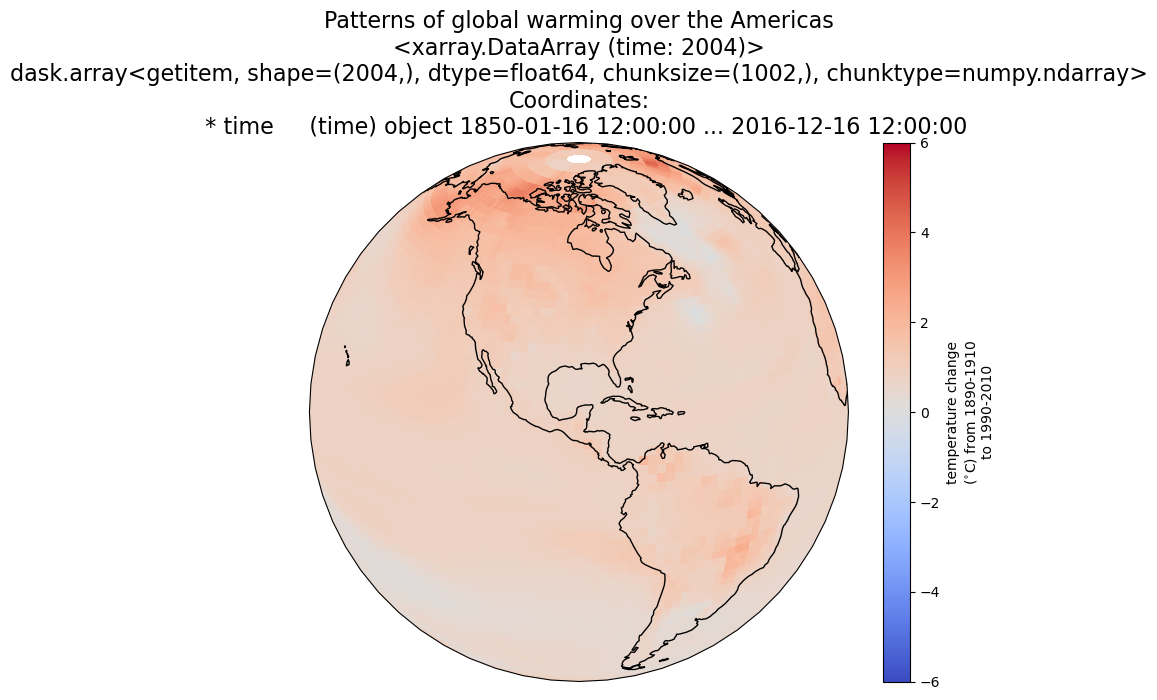 Patterns of global warming over the Americas
<xarray.DataArray (time: 2004)>
dask.array<getitem, shape=(2004,), dtype=float64, chunksize=(1002,), chunktype=numpy.ndarray>
Coordinates:
* time     (time) object 1850-01-16 12:00:00 ... 2016-12-16 12:00:00
6
4
2
0
−2
−4
−6
temperature change
(˚C) from 1890-1910
to 1990-2010